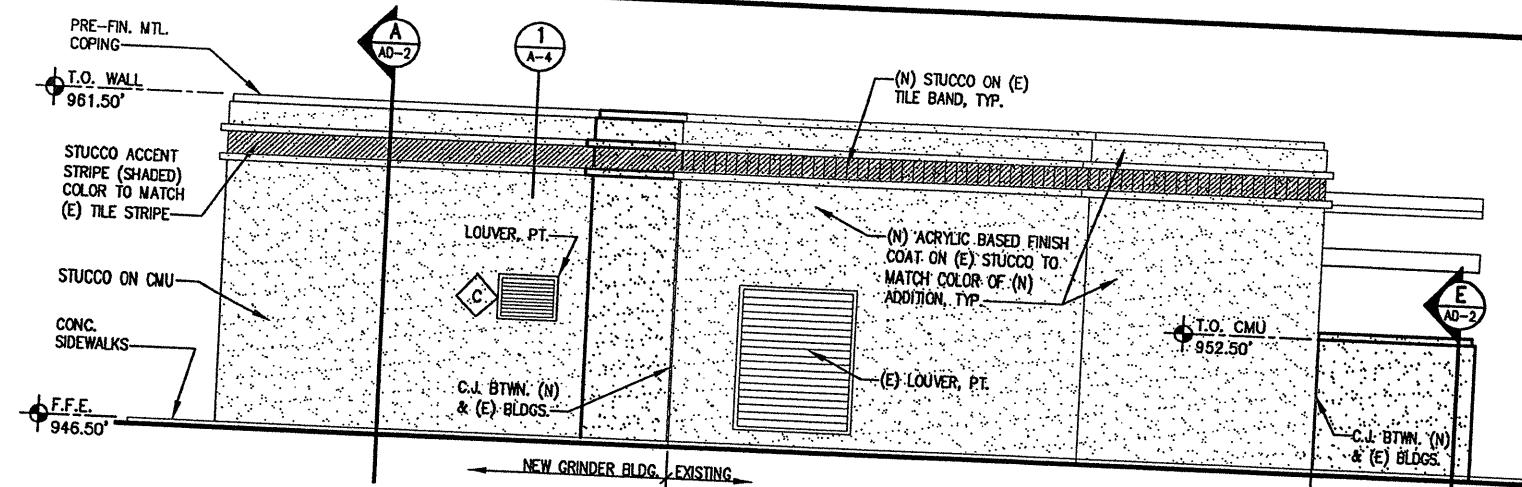 PRE-FIN. MTL.
COPING
A
AD-2
1
A-4
T.O. WALL
961.50'
(N) STUCCO ON (E)
TILE BAND, TYP.
STUCCO ACCENT
STRIPE (SHADED)
COLOR TO MATCH
(E) TILE STRIPE
LOUVER, PT.
C
(N) ACRYLIC BASED FINISH
COAT ON (E) STUCCO TO
MATCH COLOR OF (N)
ADDITION, TYP.
STUCCO ON CMU
E
AD-2
T.O. CMU
952.50'
CONC.
SIDEWALKS
C.J. BTWN. (N)
& (E) BLDGS.
(E) LOUVER, PT.
F.F.E.
946.50'
C.J. BTWN. (N)
& (E) BLDGS.
NEW GRINDER BLDG.
EXISTING